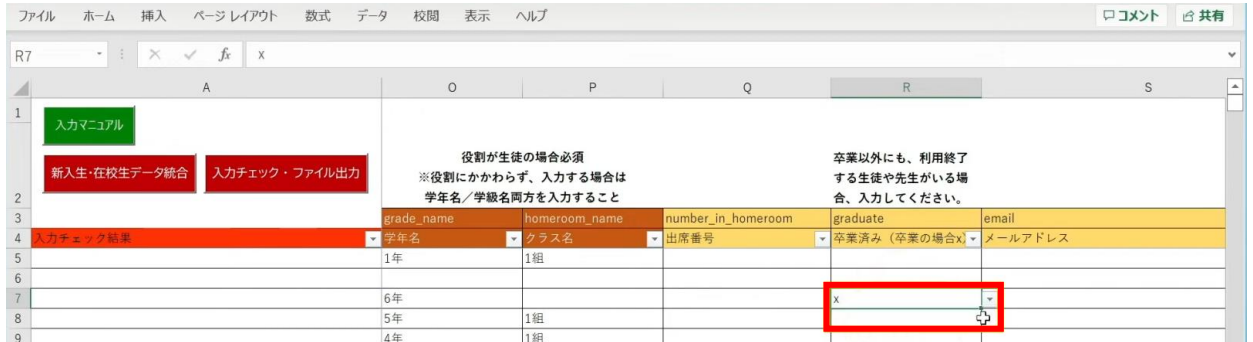 ファイル ホーム 挿入 ページ レイアウト 数式 データ 校閲 表示 ヘルプ コメント 共有
R7 fx x
A O P Q R S
1
入力マニュアル
新入生・在校生データ統合 入力チェック・ファイル出力
役割が生徒の場合必須
※役割にかかわらず、入力する場合は
学年名／学級名両方を入力すること
卒業以外にも、利用終了
する生徒や先生がいる場
合、入力してください。
2
3 grade_name homeroom_name number_in_homeroom graduate email
4 入力チェック結果 学年名 クラス名 出席番号 卒業済み（卒業の場合x） メールアドレス
5 1年 1組
6
7 6年 x
8 5年 1組
9 4年 1組